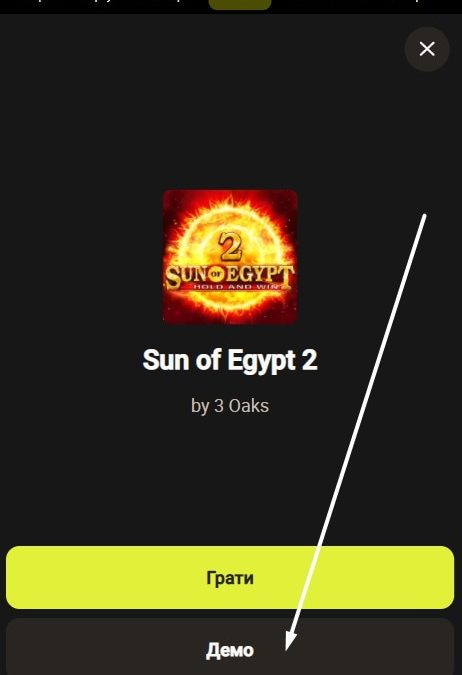 2
SUN OF EGYPT
HOLD AND WIN
Sun of Egypt 2
by 3 Oaks
Грати
Демо